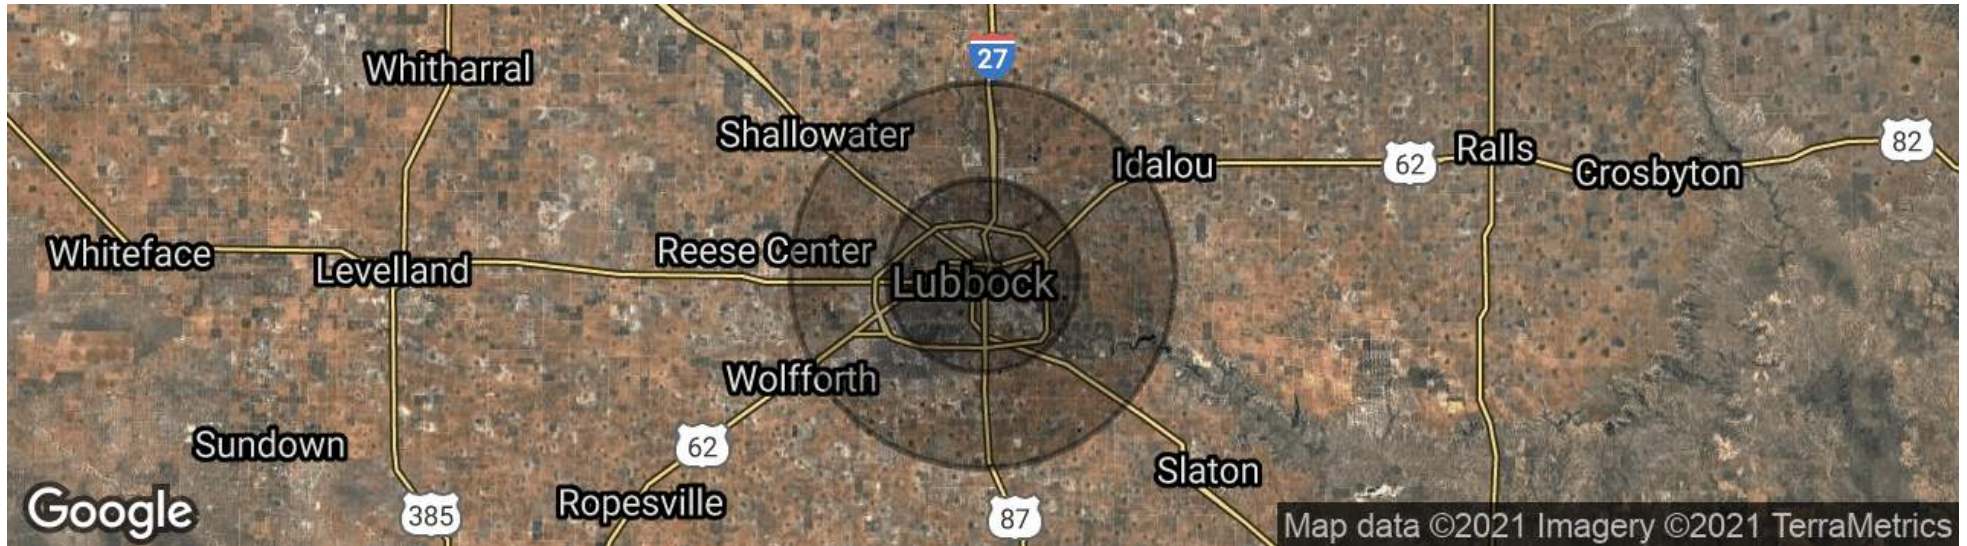 27
Whitharral
Shallowater
Idalou
62
Ralls
Crosbyton
82
Whiteface
Levelland
Reese Center
Lubbock
Wolfforth
Sundown
62
Ropesville
Slaton
385
87
Google
Map data ©2021 Imagery ©2021 TerraMetrics